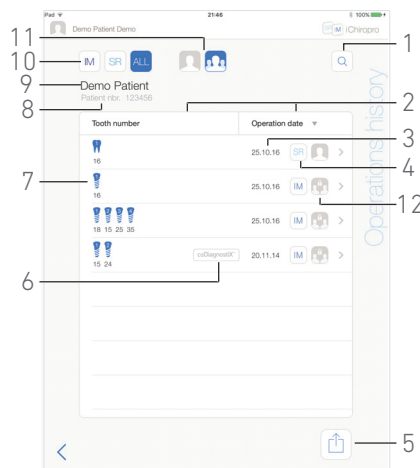 iPad
21:46
100%
Demo Patient Demo
IM iChiropro
11
1
10
IM SR ALL
9
Demo Patient
8
Patient nbr. 123456
2
Tooth number
Operation date
Operations history
3
16
25.10.16 SR
4
7
16
25.10.16 IM
12
18 15 25 35
25.10.16 IM
6
15 24
coDiagnostiX™
20.11.14 IM
5